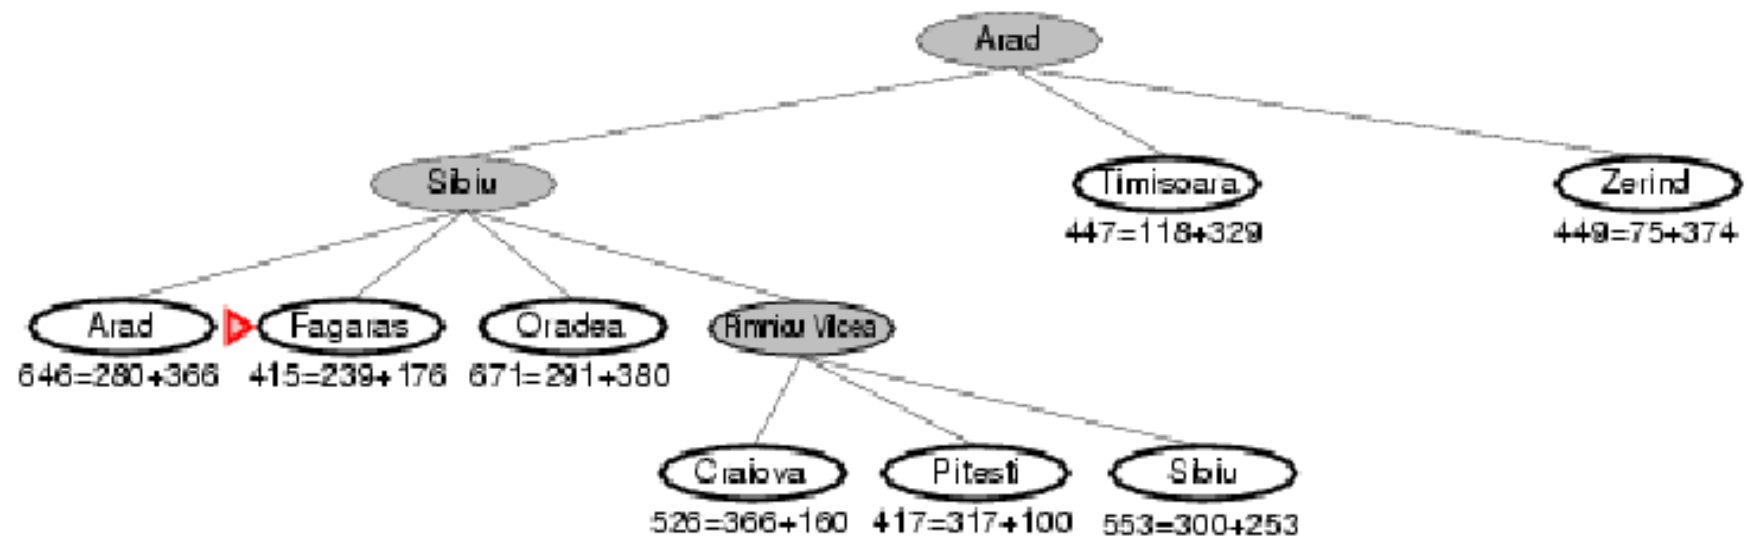 Arad
Sibiu
Timisoara
Zerind
447=118+329
449=75+374
Arad
Fagaras
Oradea
Rimnicu Vilcea
646=280+366
415=239+176
671=291+380
Craiova
Pitesti
Sibiu
526=366+160
417=317+100
553=300+253